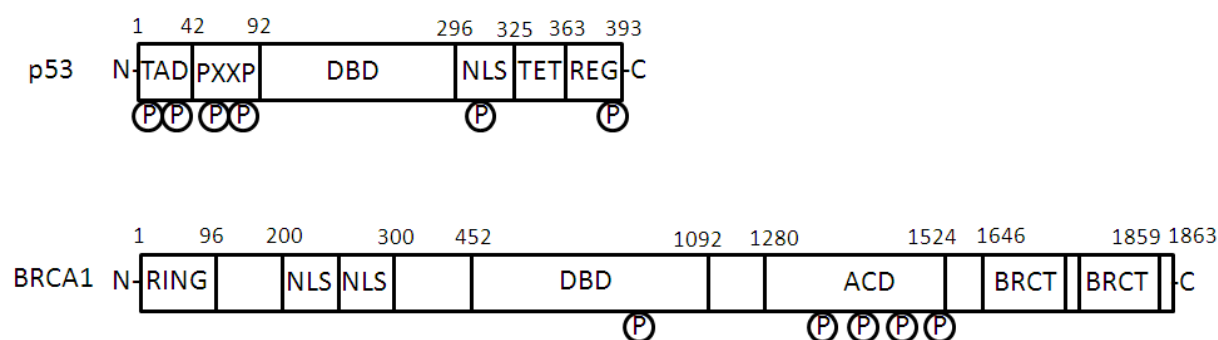 1 42 92 296 325 363 393
p53 N- TAD PXXP DBD NLS TET REG -C
P P P P P P
1 96 200 300 452 1092 1280 1524 1646 1859 1863
BRCA1 N- RING NLS NLS DBD ACD BRCT BRCT -C
P P P P P